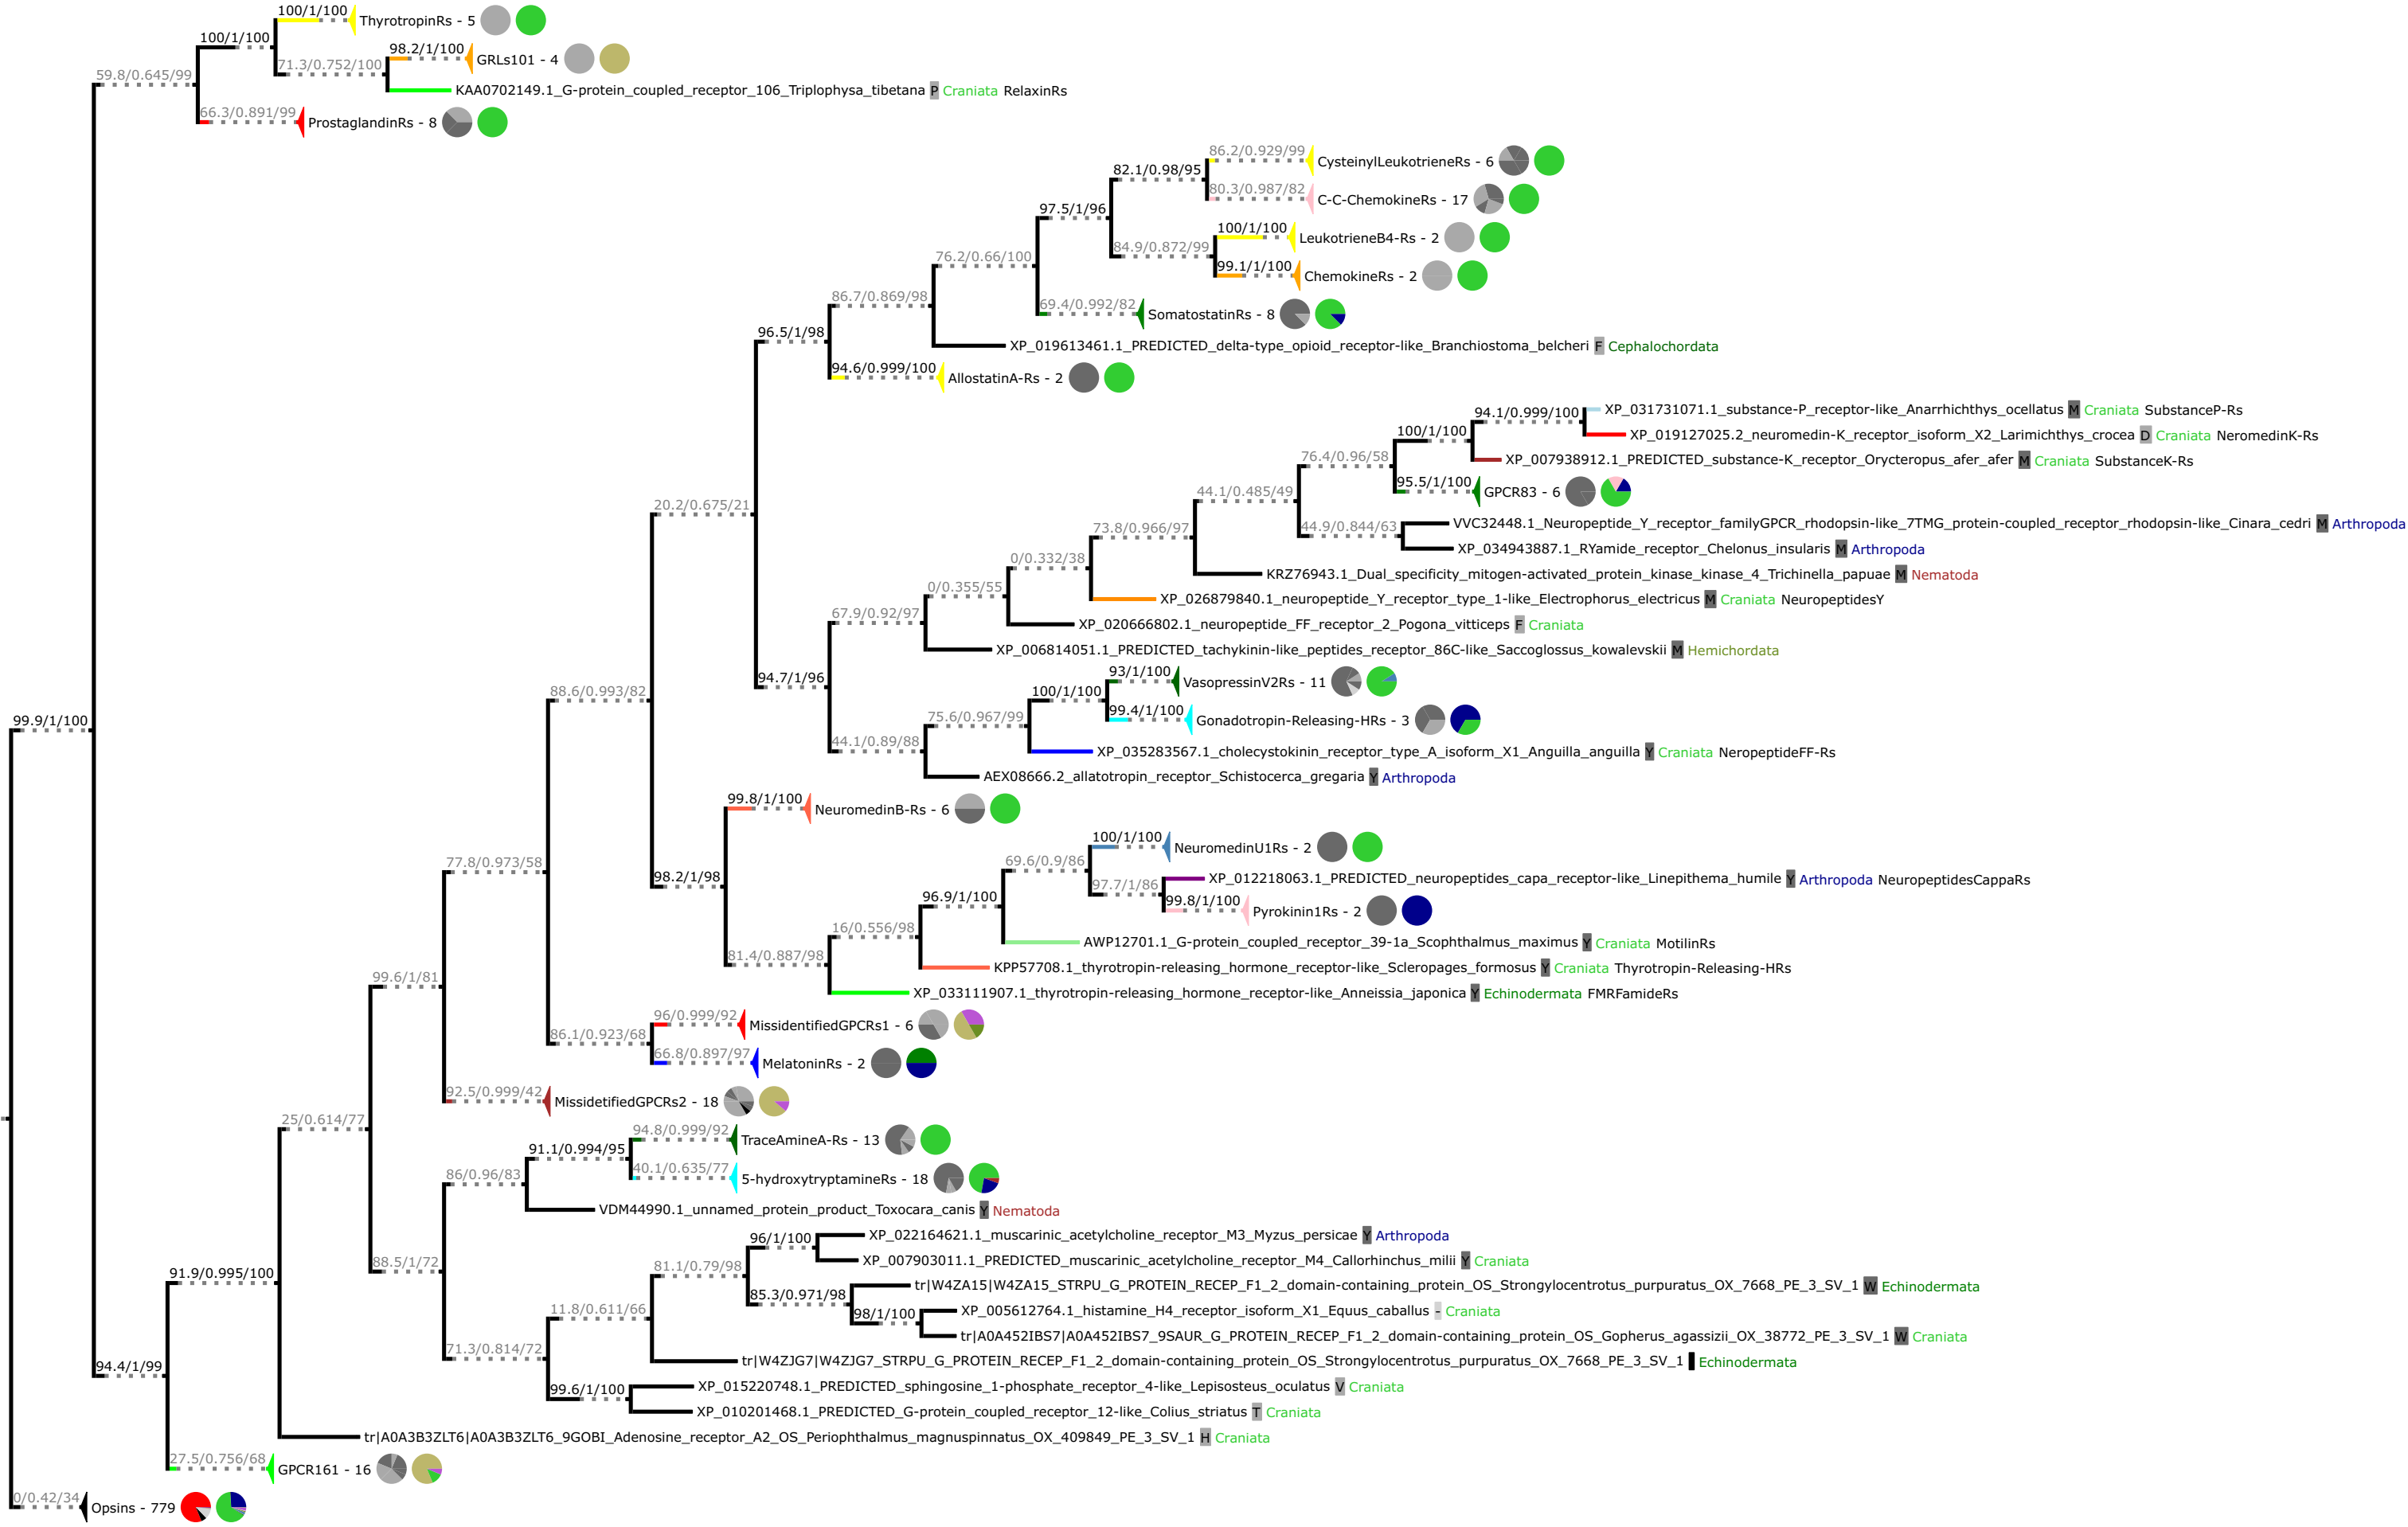 100/1/100
ThyrotropinRs - 5
100/1/100
98.2/1/100
GRLs101 - 4
71.3/0.752/100
59.8/0.645/99
KAA0702149.1_G-protein_coupled_receptor_106_Triplophysa_tibetana P Craniata RelaxinRs
66.3/0.891/99
ProstaglandinRs - 8
86.2/0.929/99
CysteinylLeukotrieneRs - 6
82.1/0.98/95
80.3/0.987/82
C-C-ChemokineRs - 17
97.5/1/96
100/1/100
LeukotrieneB4-Rs - 2
84.9/0.872/99
76.2/0.66/100
99.1/1/100
ChemokineRs - 2
86.7/0.869/98
69.4/0.992/82
SomatostatinRs - 8
96.5/1/98
XP_019613461.1_PREDICTED_delta-type_opioid_receptor-like_Branchiostoma_belcheri F Cephalochordata
94.6/0.999/100
AllostatinA-Rs - 2
94.1/0.999/100
XP_031731071.1_substance-P_receptor-like_Anarrhichthys_ocellatus M Craniata SubstanceP-Rs
100/1/100
XP_019127025.2_neuromedin-K_receptor_isoform_X2_Larimichthys_crocea D Craniata NeromedinK-Rs
76.4/0.96/58
XP_007938912.1_PREDICTED_substance-K_receptor_Orycteropus_afer_afer M Craniata SubstanceK-Rs
95.5/1/100
GPCR83 - 6
44.1/0.485/49
20.2/0.675/21
44.9/0.844/63
VVC32448.1_Neuropeptide_Y_receptor_familyGPCR_rhodopsin-like_7TMG_protein-coupled_receptor_rhodopsin-like_Cinara_cedri M Arthropoda
73.8/0.966/97
XP_034943887.1_RYamide_receptor_Chelonus_insularis M Arthropoda
0/0.332/38
KRZ76943.1_Dual_specificity_mitogen-activated_protein_kinase_kinase_4_Trichinella_papuae M Nematoda
0/0.355/55
XP_026879840.1_neuropeptide_Y_receptor_type_1-like_Electrophorus_electricus M Craniata NeuropeptidesY
67.9/0.92/97
XP_020666802.1_neuropeptide_FF_receptor_2_Pogona_vitticeps F Craniata
XP_006814051.1_PREDICTED_tachykinin-like_peptides_receptor_86C-like_Saccoglossus_kowalevskii M Hemichordata
94.7/1/96
93/1/100
VasopressinV2Rs - 11
88.6/0.993/82
100/1/100
99.4/1/100
Gonadotropin-Releasing-HRs - 3
99.9/1/100
75.6/0.967/99
44.1/0.89/88
XP_035283567.1_cholecystokinin_receptor_type_A_isoform_X1_Anguilla_anguilla Y Craniata NeropeptideFF-Rs
AEX08666.2_allatotropin_receptor_Schistocerca_gregaria Y Arthropoda
99.8/1/100
NeuromedinB-Rs - 6
100/1/100
NeuromedinU1Rs - 2
77.8/0.973/58
69.6/0.9/86
98.2/1/98
97.7/1/86
XP_012218063.1_PREDICTED_neuropeptides_capa_receptor-like_Linepithema_humile Y Arthropoda NeuropeptidesCappaRs
96.9/1/100
99.8/1/100
Pyrokinin1Rs - 2
16/0.556/98
AWP12701.1_G-protein_coupled_receptor_39-1a_Scophthalmus_maximus Y Craniata MotilinRs
81.4/0.887/98
KPP57708.1_thyrotropin-releasing_hormone_receptor-like_Scleropages_formosus Y Craniata Thyrotropin-Releasing-HRs
99.6/1/81
XP_033111907.1_thyrotropin-releasing_hormone_receptor-like_Anneissia_japonica Y Echinodermata FMRFamideRs
96/0.999/92
MissidentifiedGPCRs1 - 6
86.1/0.923/68
66.8/0.897/97
MelatoninRs - 2
92.5/0.999/42
MissidetifiedGPCRs2 - 18
25/0.614/77
94.8/0.999/92
TraceAmineA-Rs - 13
91.1/0.994/95
86/0.96/83
40.1/0.635/77
5-hydroxytryptamineRs - 18
VDM44990.1_unnamed_protein_product_Toxocara_canis Y Nematoda
96/1/100
XP_022164621.1_muscarinic_acetylcholine_receptor_M3_Myzus_persicae Y Arthropoda
88.5/1/72
81.1/0.79/98
XP_007903011.1_PREDICTED_muscarinic_acetylcholine_receptor_M4_Callorhinchus_milii Y Craniata
91.9/0.995/100
85.3/0.971/98
tr|W4ZA15|W4ZA15_STRPU_G_PROTEIN_RECEP_F1_2_domain-containing_protein_OS_Strongylocentrotus_purpuratus_OX_7668_PE_3_SV_1 W Echinodermata
11.8/0.611/66
98/1/100
XP_005612764.1_histamine_H4_receptor_isoform_X1_Equus_caballus - Craniata
tr|A0A452IBS7|A0A452IBS7_9SAUR_G_PROTEIN_RECEP_F1_2_domain-containing_protein_OS_Gopherus_agassizii_OX_38772_PE_3_SV_1 W Craniata
71.3/0.814/72
94.4/1/99
tr|W4ZJG7|W4ZJG7_STRPU_G_PROTEIN_RECEP_F1_2_domain-containing_protein_OS_Strongylocentrotus_purpuratus_OX_7668_PE_3_SV_1 Echinodermata
99.6/1/100
XP_015220748.1_PREDICTED_sphingosine_1-phosphate_receptor_4-like_Lepisosteus_oculatus V Craniata
XP_010201468.1_PREDICTED_G-protein_coupled_receptor_12-like_Colius_striatus T Craniata
tr|A0A3B3ZLT6|A0A3B3ZLT6_9GOBI_Adenosine_receptor_A2_OS_Periophthalmus_magnuspinnatus_OX_409849_PE_3_SV_1 H Craniata
27.5/0.756/68
GPCR161 - 16
0/0.42/34
Opsins - 779